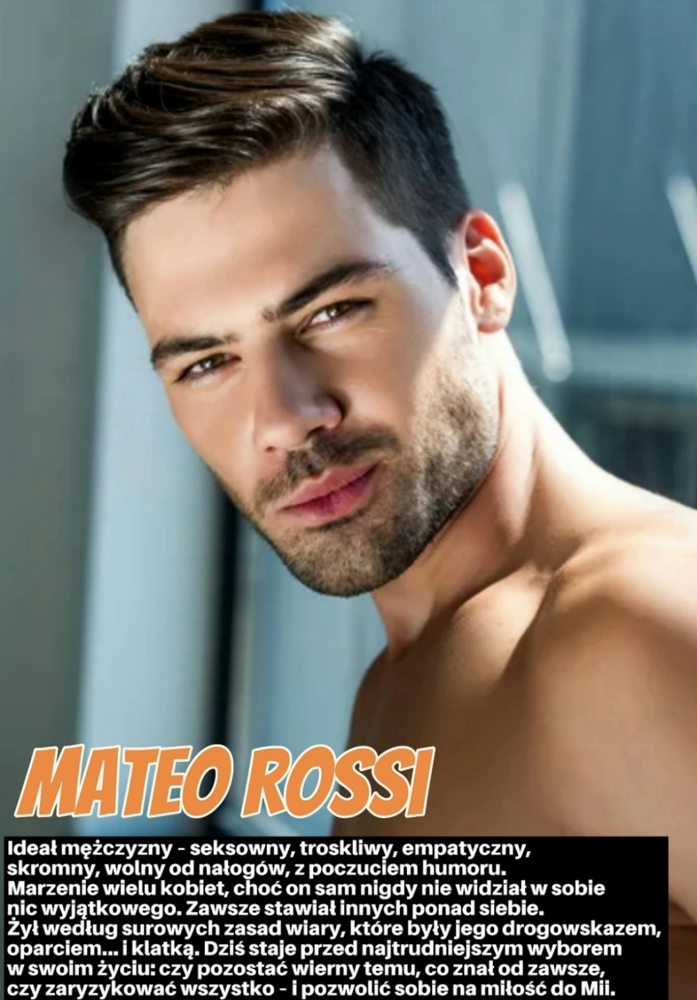 MATEO ROSSI
Ideał mężczyzny – seksowny, troskliwy, empatyczny,
skromny, wolny od nałogów, z poczuciem humoru.
Marzenie wielu kobiet, choć on sam nigdy nie widział w sobie
nic wyjątkowego. Zawsze stawiał innych ponad siebie.
Żył według surowych zasad wiary, które były jego drogowskazem,
oparciem... i klatką. Dziś staje przed najtrudniejszym wyborem
w swoim życiu: czy pozostać wierny temu, co znał od zawsze,
czy zaryzykować wszystko – i pozwolić sobie na miłość do Mii.